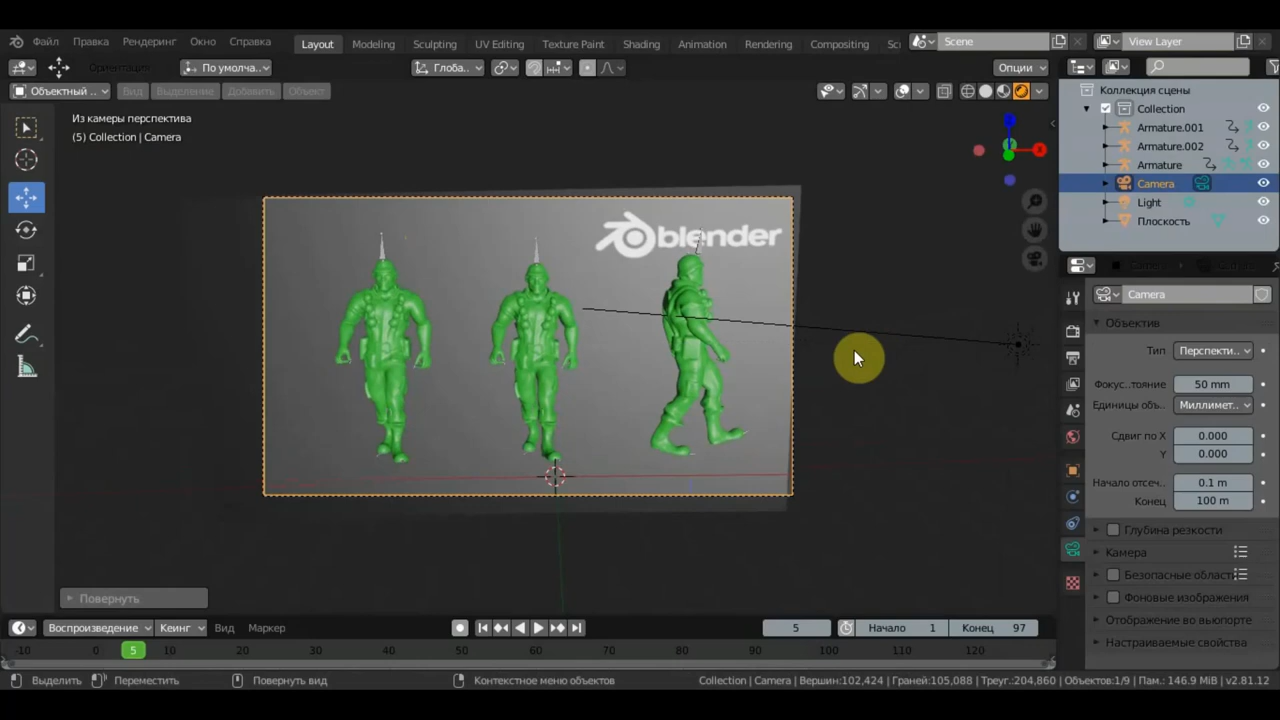 Файл Правка Рендеринг Окно Справка Layout Modeling Sculpting UV Editing Texture Paint Shading Animation Rendering Compositing Sc Scene View Layer
Ориентация: По умолча.. Глоба.. Опции
Объектный .. Вид Выделение Добавить Объект
Коллекция сцены
Collection
Armature.001
Armature.002
Armature
Camera
Light
Плоскость
Из камеры перспектива
(5) Collection | Camera
X
blender
Camera
Объектив
Тип Перспекти..
Фокус..тояние 50 mm
Единицы объ.. Миллимет..
Сдвиг по X 0.000
Y 0.000
Начало отсеч.. 0.1 m
Конец 100 m
Глубина резкости
Камера
Безопасные област
Фоновые изображения
Отображение во вьюпорте
Настраиваемые свойства
Повернуть
Воспроизведение Кеинг Вид Маркер 5 Начало 1 Конец 97
-10 0 5 10 20 30 40 50 60 70 80 90 100 110 120
Выделить Переместить Повернуть вид Контекстное меню объектов Collection | Camera | Вершин:102,424 | Граней:105,088 | Треуг.:204,860 | Объектов:1/9 | Пам.: 146.9 MiB | v2.81.12